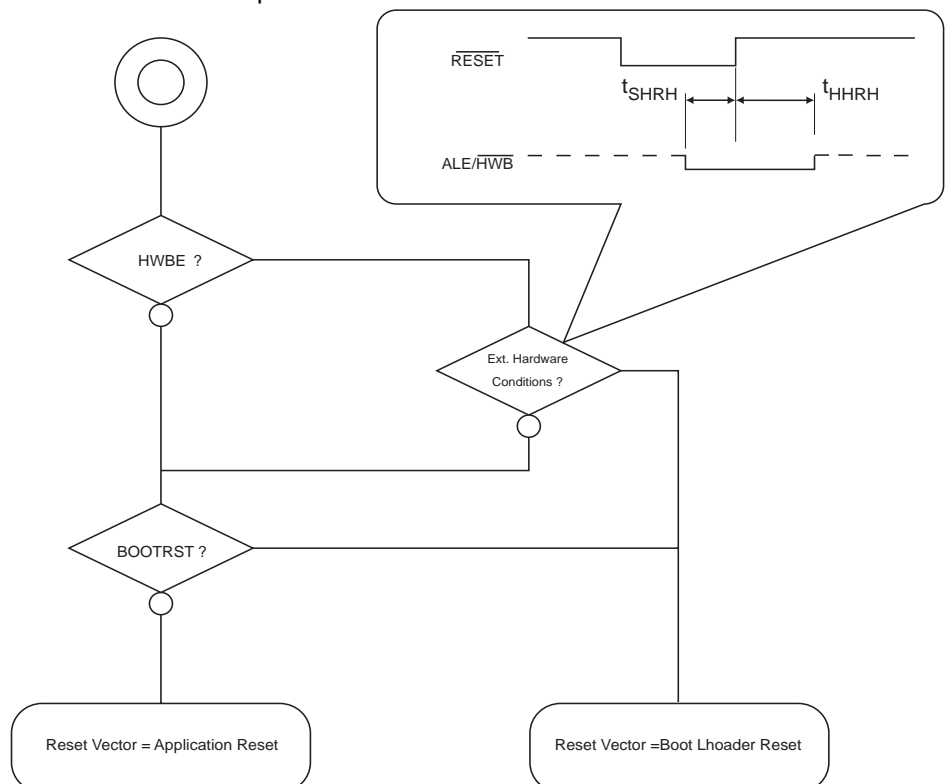 RESET
tSHRH
tHHRH
ALE/HWB
HWBE ?
Ext. Hardware
Conditions ?
BOOTRST ?
Reset Vector = Application Reset
Reset Vector =Boot Lhoader Reset